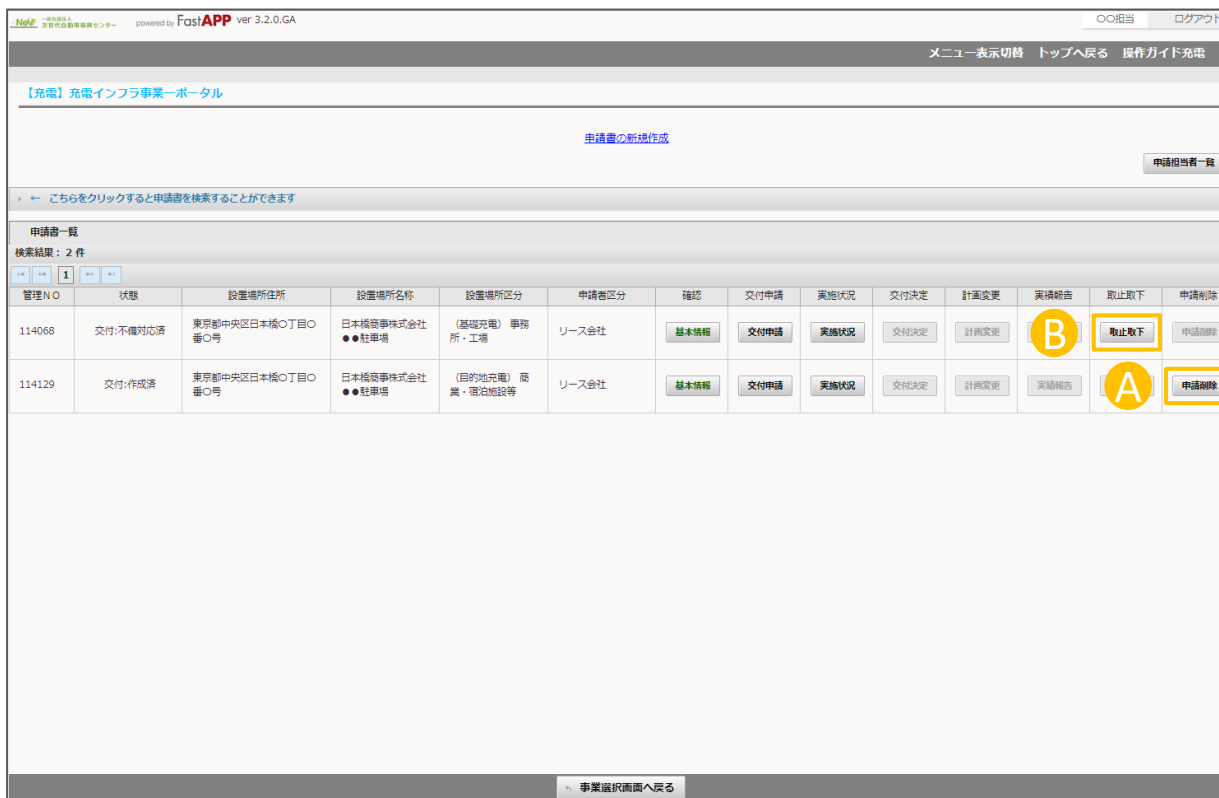 NeV 一般社団法人 次世代自動車振興センター powered by FastAPP ver 3.2.0.GA 〇〇担当 ログアウト
メニュー表示切替 トップへ戻る 操作ガイド充電
【充電】充電インフラ事業ーポータル
申請書の新規作成
申請担当者一覧
← こちらをクリックすると申請書を検索することができます
申請書一覧
検索結果： 2 件
1
管理ＮＯ 状態 設置場所住所 設置場所名称 設置場所区分 申請者区分 確認 交付申請 実施状況 交付決定 計画変更 実績報告 取止取下 申請削除
114068 交付:不備対応済 東京都中央区日本橋〇丁目〇 日本橋商事株式会社 （基礎充電） 事務 リース会社 基本情報 交付申請 実施状況 交付決定 計画変更 B 取止取下 申請削除
番〇号 ●●駐車場 所・工場
114129 交付:作成済 東京都中央区日本橋〇丁目〇 日本橋商事株式会社 （目的地充電） 商 リース会社 基本情報 交付申請 実施状況 交付決定 計画変更 実績報告 A 申請削除
番〇号 ●●駐車場 業・宿泊施設等
事業選択画面へ戻る